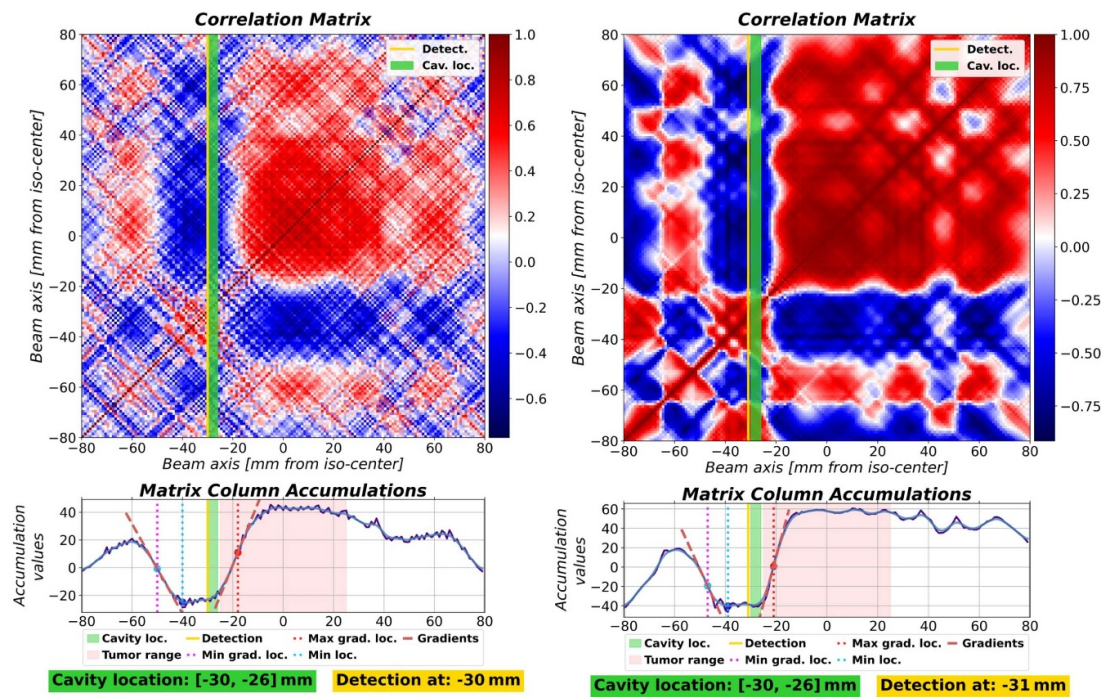 Correlation Matrix
Detect.
Cav. loc.
80
60
40
20
0
−20
−40
−60
−80
Beam axis [mm from iso-center]
−80 −60 −40 −20 0 20 40 60 80
Beam axis [mm from iso-center]
1.0
0.8
0.6
0.4
0.2
0.0
−0.2
−0.4
−0.6
Matrix Column Accumulations
Accumulation
values
40
20
0
−20
−80 −60 −40 −20 0 20 40 60 80
Cavity loc. Detection Max grad. loc. Gradients
Tumor range Min grad. loc. Min loc.
Cavity location: [-30, -26] mm Detection at: -30 mm
Correlation Matrix
Detect.
Cav. loc.
80
60
40
20
0
−20
−40
−60
−80
Beam axis [mm from iso-center]
−80 −60 −40 −20 0 20 40 60 80
Beam axis [mm from iso-center]
1.00
0.75
0.50
0.25
0.00
−0.25
−0.50
−0.75
Matrix Column Accumulations
Accumulation
values
60
40
20
0
−20
−40
−80 −60 −40 −20 0 20 40 60 80
Cavity loc. Detection Max grad. loc. Gradients
Tumor range Min grad. loc. Min loc.
Cavity location: [-30, -26] mm Detection at: -31 mm